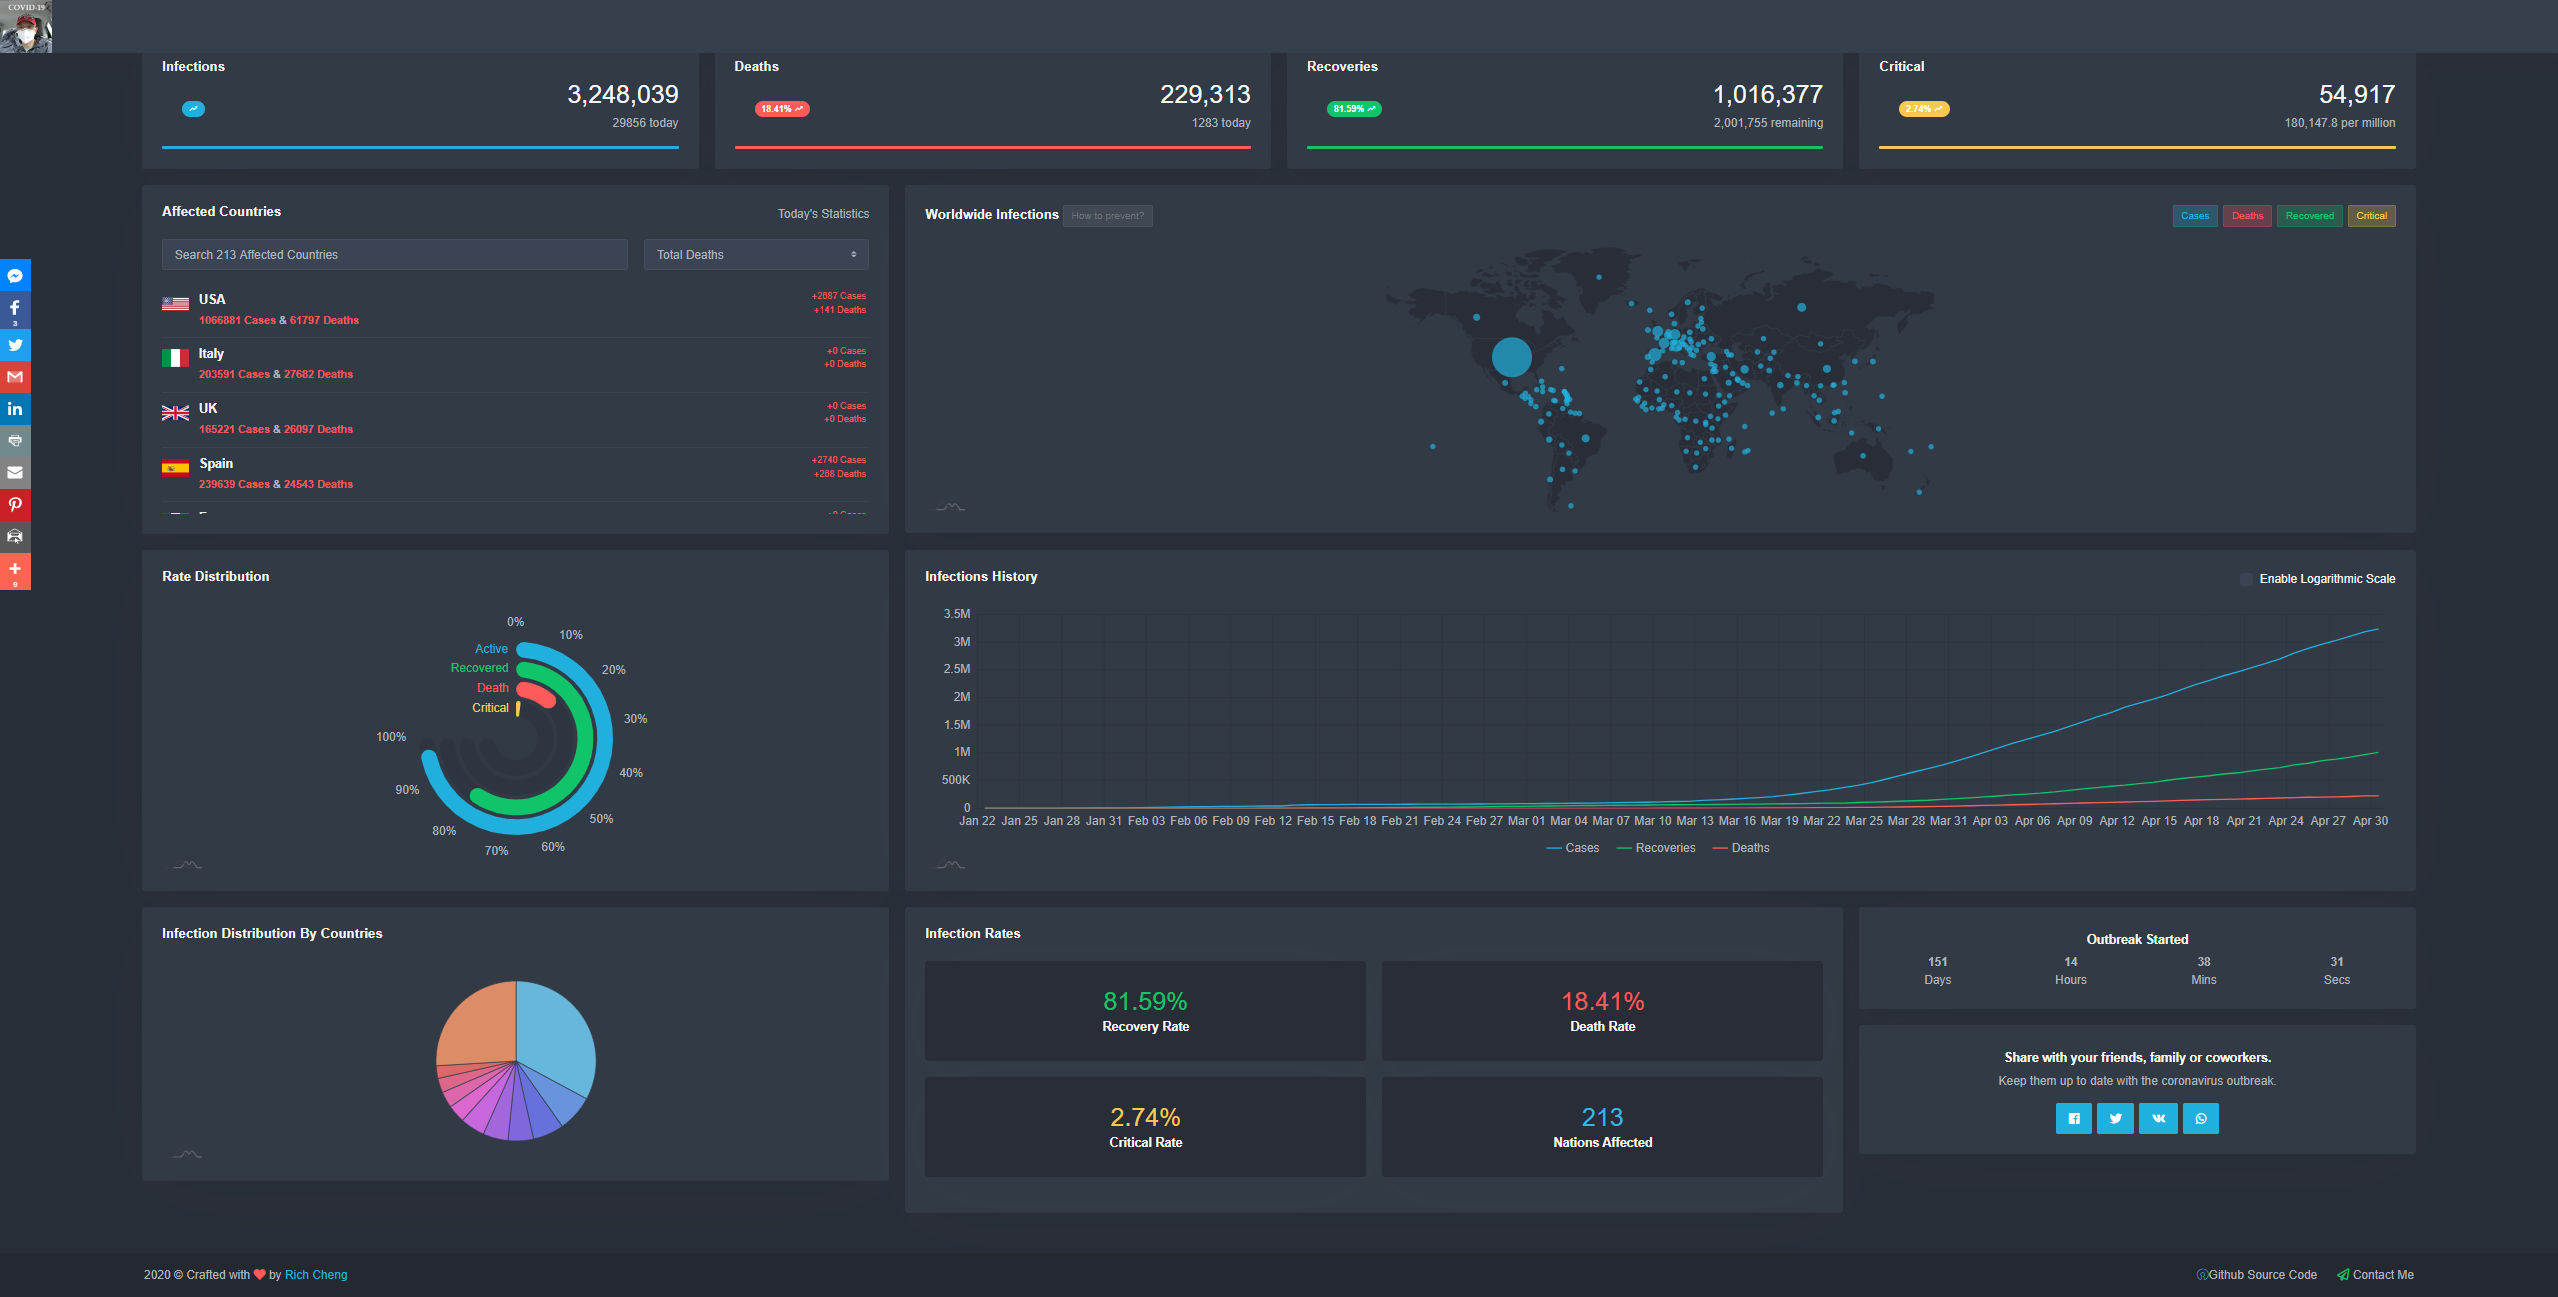 COVID-19
Infections
3,248,039
29856 today
Deaths
18.41%
229,313
1283 today
Recoveries
81.59%
1,016,377
2,001,755 remaining
Critical
2.74%
54,917
180,147.8 per million
Affected Countries
Today's Statistics
Search 213 Affected Countries
Total Deaths
USA
1066881 Cases & 61797 Deaths
+2687 Cases
+141 Deaths
Italy
203591 Cases & 27682 Deaths
+0 Cases
+0 Deaths
UK
165221 Cases & 26097 Deaths
+0 Cases
+0 Deaths
Spain
239639 Cases & 24543 Deaths
+2740 Cases
+268 Deaths
Worldwide Infections
How to prevent?
Cases
Deaths
Recovered
Critical
3
9
Rate Distribution
0%
10%
20%
30%
40%
50%
60%
70%
80%
90%
100%
Active
Recovered
Death
Critical
Infections History
Enable Logarithmic Scale
3.5M
3M
2.5M
2M
1.5M
1M
500K
0
Jan 22 Jan 25 Jan 28 Jan 31 Feb 03 Feb 06 Feb 09 Feb 12 Feb 15 Feb 18 Feb 21 Feb 24 Feb 27 Mar 01 Mar 04 Mar 07 Mar 10 Mar 13 Mar 16 Mar 19 Mar 22 Mar 25 Mar 28 Mar 31 Apr 03 Apr 06 Apr 09 Apr 12 Apr 15 Apr 18 Apr 21 Apr 24 Apr 27 Apr 30
Cases Recoveries Deaths
Infection Distribution By Countries
Infection Rates
81.59%
Recovery Rate
18.41%
Death Rate
2.74%
Critical Rate
213
Nations Affected
Outbreak Started
151 14 38 31
Days Hours Mins Secs
Share with your friends, family or coworkers.
Keep them up to date with the coronavirus outbreak.
2020 © Crafted with ❤ by Rich Cheng
Github Source Code
Contact Me